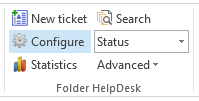 New ticket Search
Configure Status
Statistics Advanced
Folder HelpDesk